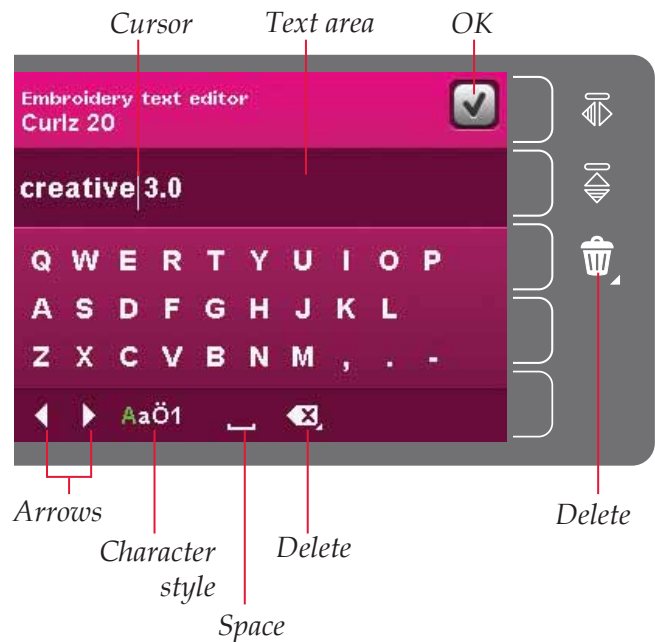 Cursor Text area OK
Embroidery text editor
Curlz 20
creative 3.0
Q W E R T Y U I O P
A S D F G H J K L
Z X C V B N M , . -
AaÖ1
Arrows
Character
style
Delete
Space
Delete